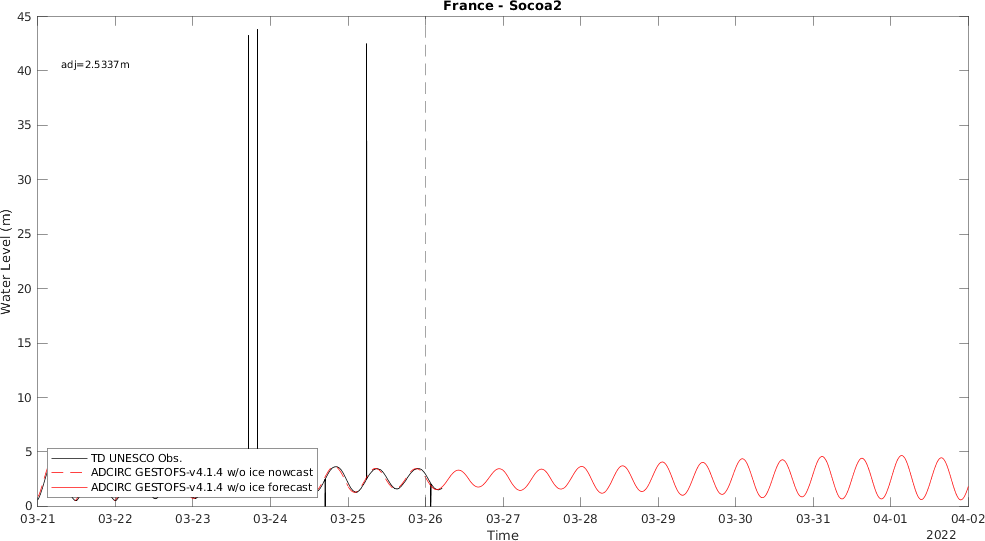 France - Socoa2
45
40
35
30
25
20
15
10
5
0
Water Level (m)
adj=2.5337m
TD UNESCO Obs.
ADCIRC GESTOFS-v4.1.4 w/o ice nowcast
ADCIRC GESTOFS-v4.1.4 w/o ice forecast
03-21 03-22 03-23 03-24 03-25 03-26 03-27 03-28 03-29 03-30 03-31 04-01 04-02
Time
2022